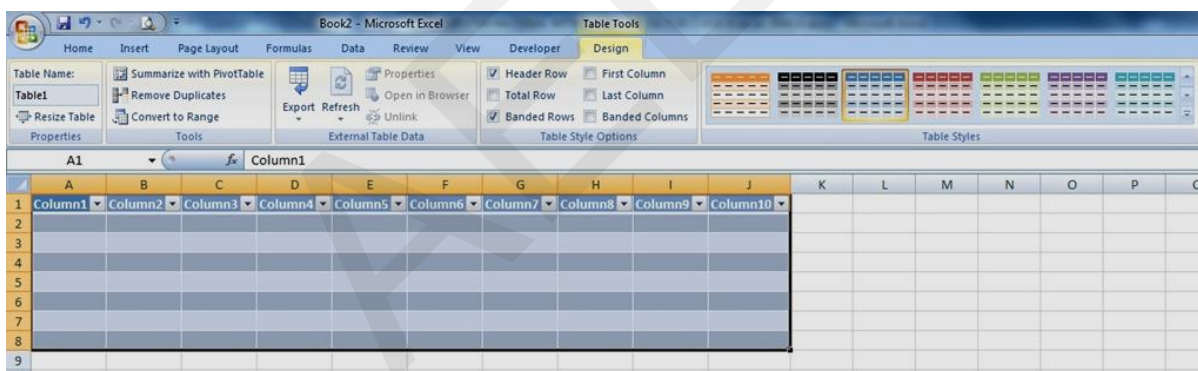 Book2 - Microsoft Excel Table Tools
Home Insert Page Layout Formulas Data Review View Developer Design
Table Name: Summarize with PivotTable Properties Header Row First Column
Table1 Remove Duplicates Export Refresh Open in Browser Total Row Last Column
Resize Table Convert to Range Unlink Banded Rows Banded Columns
Properties Tools External Table Data Table Style Options Table Styles
A1 fx Column1
A B C D E F G H I J K L M N O P
1 Column1 Column2 Column3 Column4 Column5 Column6 Column7 Column8 Column9 Column10
2
3
4
5
6
7
8
9